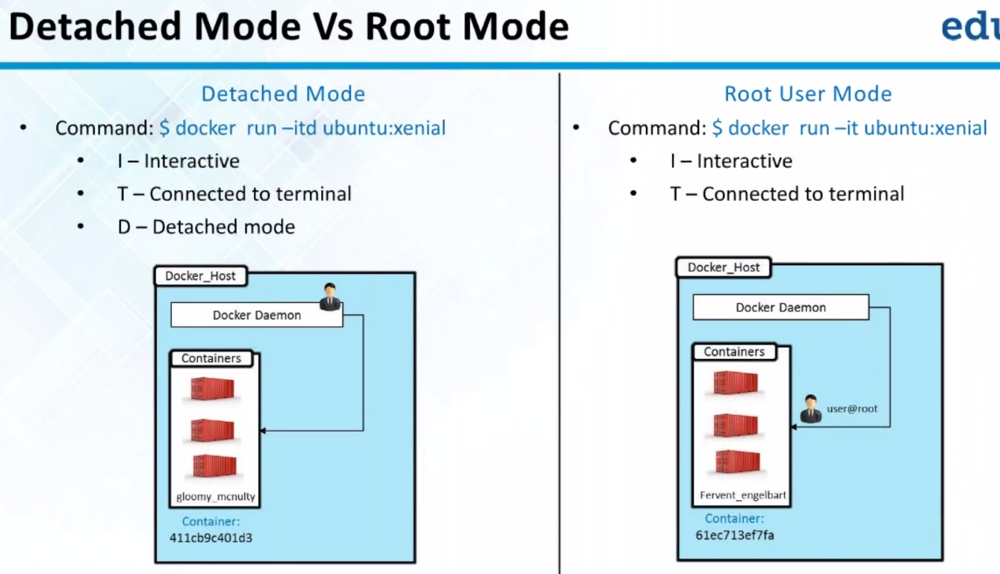 Detached Mode Vs Root Mode
edu
Detached Mode
• Command: $ docker run –itd ubuntu:xenial
• I – Interactive
• T – Connected to terminal
• D – Detached mode
Docker_Host
Docker Daemon
Containers
gloomy_mcnulty
Container:
411cb9c401d3
Root User Mode
• Command: $ docker run –it ubuntu:xenial
• I – Interactive
• T – Connected to terminal
Docker_Host
Docker Daemon
Containers
user@root
Fervent_engelbart
Container:
61ec713ef7fa